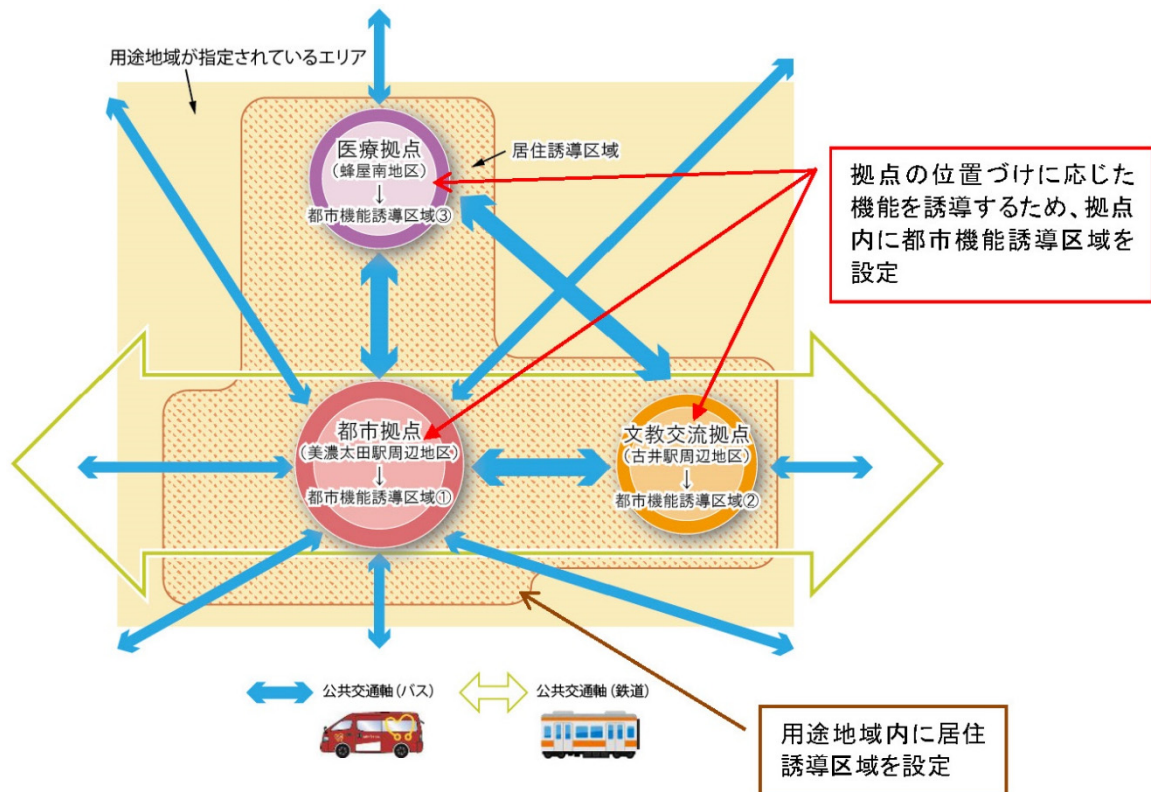 用途地域が指定されているエリア
医療拠点
(蜂屋南地区)
↓
都市機能誘導区域③
居住誘導区域
拠点の位置づけに応じた
機能を誘導するため、拠点
内に都市機能誘導区域を
設定
都市拠点
(美濃太田駅周辺地区)
↓
都市機能誘導区域①
文教交流拠点
(古井駅周辺地区)
↓
都市機能誘導区域②
公共交通軸(バス)
公共交通軸(鉄道)
用途地域内に居住
誘導区域を設定